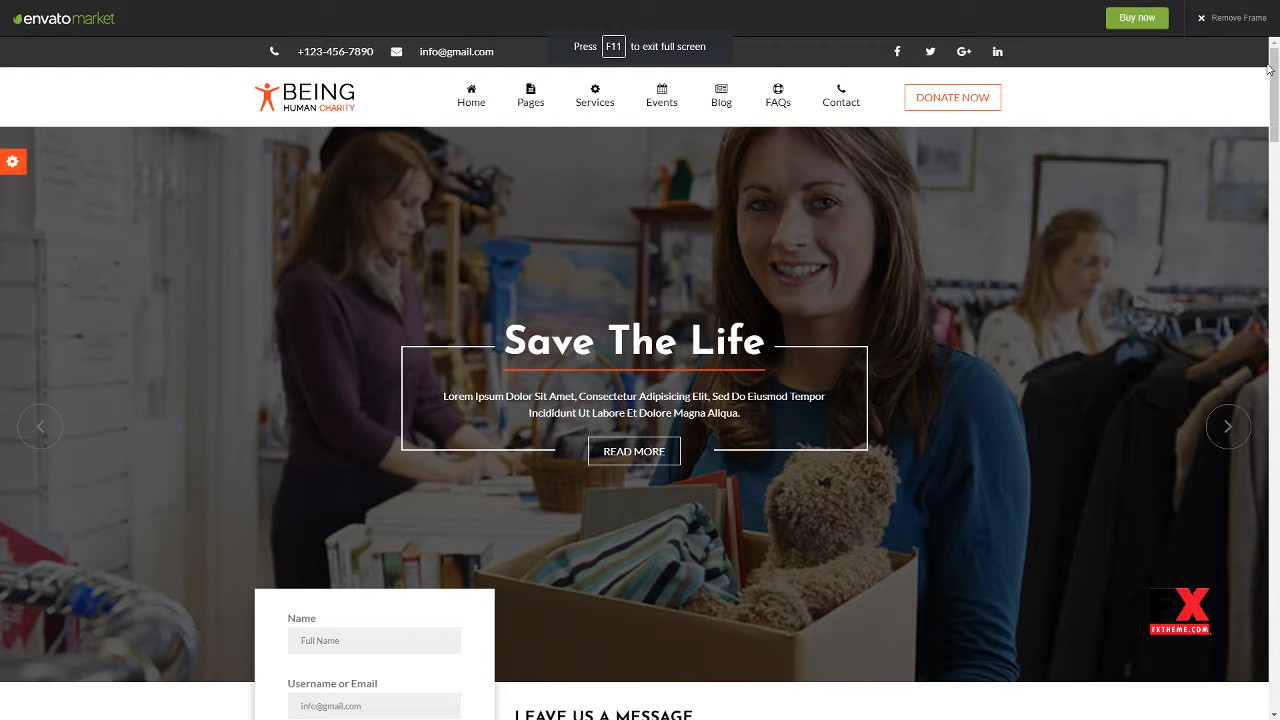 envatomarket
Buy now
Remove Frame
+123-456-7890
info@gmail.com
Press F11 to exit full screen
BEING
HUMAN CHARITY
Home
Pages
Services
Events
Blog
FAQs
Contact
DONATE NOW
Save The Life
Lorem Ipsum Dolor Sit Amet, Consectetur Adipisicing Elit, Sed Do Eiusmod Tempor
Incididunt Ut Labore Et Dolore Magna Aliqua.
READ MORE
Name
Full Name
Username or Email
info@gmail.com
LEAVE US A MESSAGE
FX
FXTHEME.COM